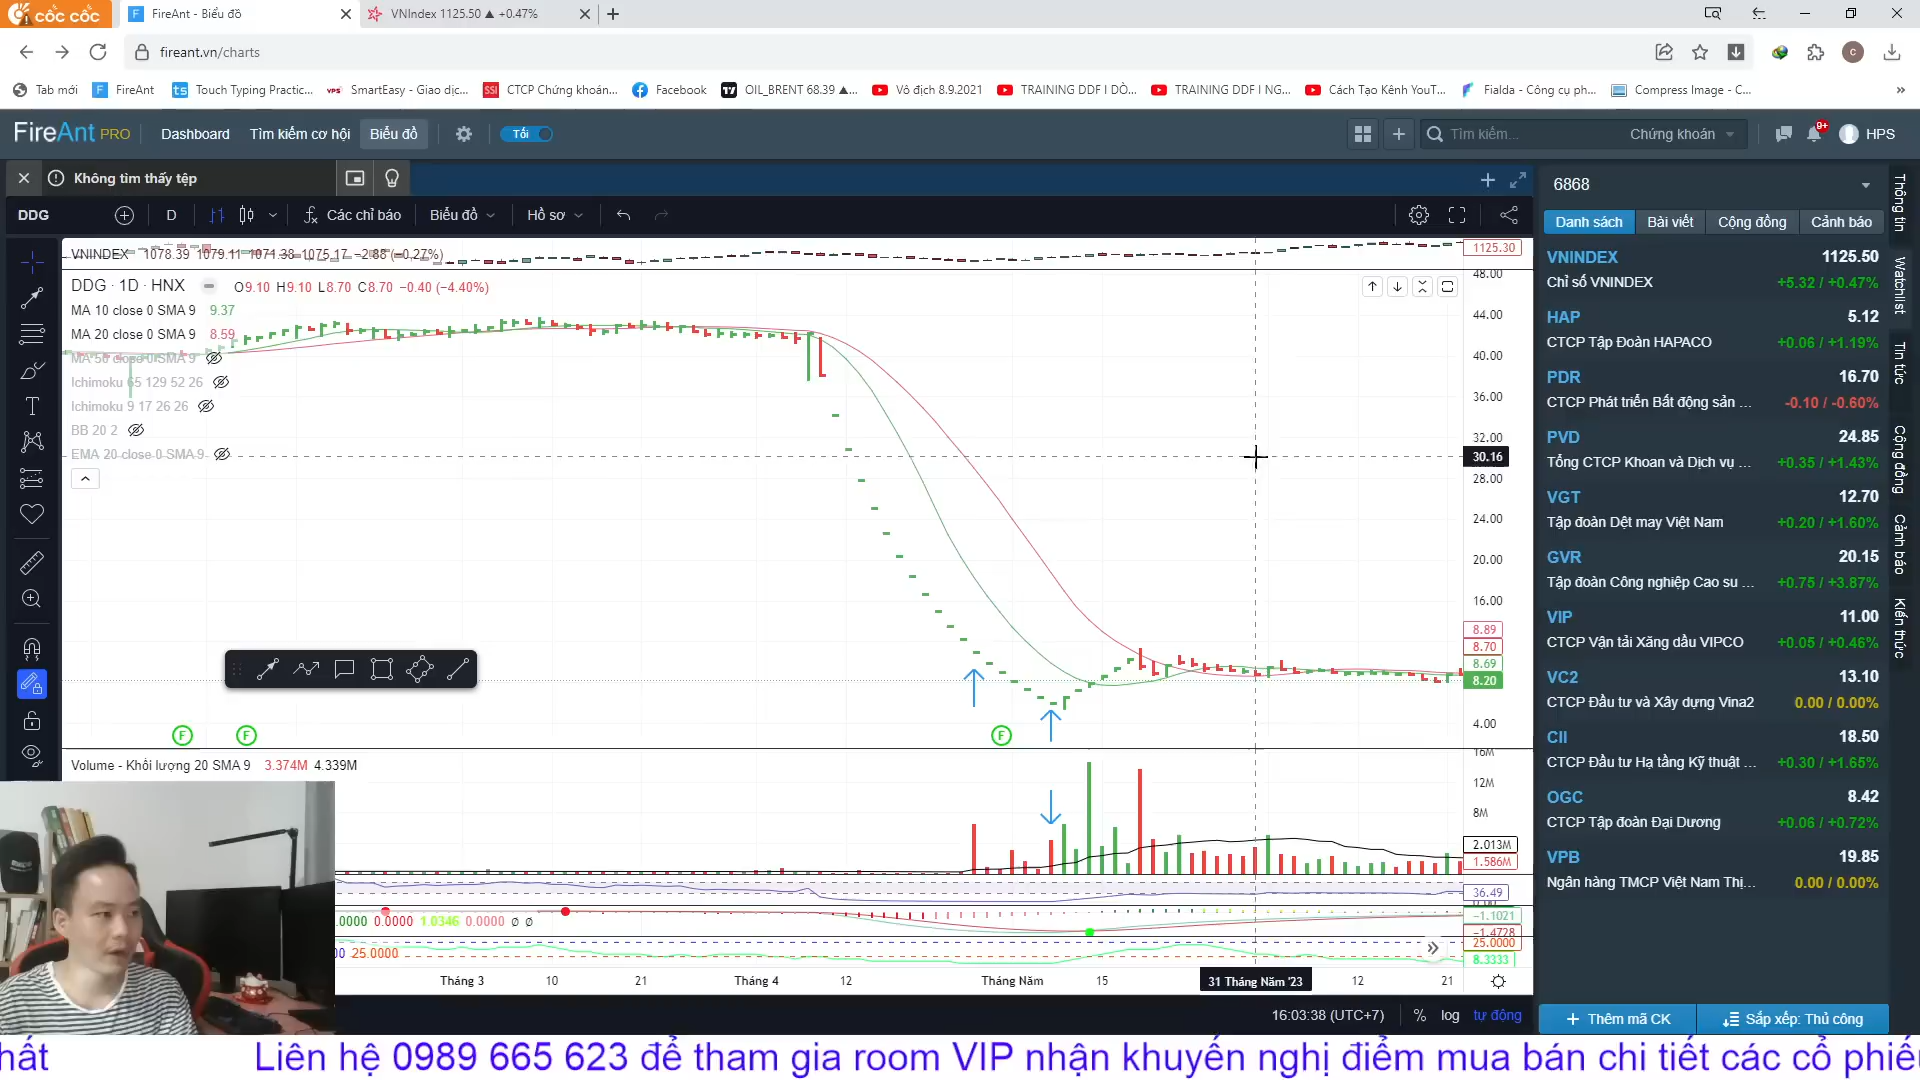 cốc cốc
FireAnt - Biểu đồ
VNIndex 1125.50 ▲ +0.47%
fireant.vn/charts
Tab mới
FireAnt
Touch Typing Practic...
SmartEasy - Giao dịc...
CTCP Chứng khoán...
Facebook
OIL_BRENT 68.39 ▲...
Vô địch 8.9.2021
TRAINING DDF I DÒ...
TRAINING DDF I NG...
Cách Tạo Kênh YouT...
Fialda - Công cụ ph...
Compress Image - C...
FireAnt PRO
Dashboard
Tìm kiếm cơ hội
Biểu đồ
Tối
Tìm kiếm...
Chứng khoán
9+
HPS
Không tìm thấy tệp
DDG
D
Các chỉ báo
Biểu đồ
Hồ sơ
VNINDEX 1078.39 1079.11 1071.38 1075.17 −2.88 (−0.27%)
DDG · 1D · HNX O9.10 H9.10 L8.70 C8.70 −0.40 (−4.40%)
MA 10 close 0 SMA 9 9.37
MA 20 close 0 SMA 9 8.59
MA 50 close 0 SMA 9
Ichimoku 65 129 52 26
Ichimoku 9 17 26 26
BB 20 2
EMA 20 close 0 SMA 9
1125.30
48.00
44.00
40.00
36.00
32.00
30.16
28.00
24.00
20.00
16.00
8.89
8.70
8.69
8.20
4.00
F
F
F
Volume - Khối lượng 20 SMA 9 3.374M 4.339M
16M
12M
8M
2.013M
1.586M
36.49
0.0000 1.0346 0.0000 ∅ ∅
−1.1021
−1.4728
25.0000
25.0000
8.3333
Tháng 3
10
21
Tháng 4
12
Tháng Năm
15
31 Tháng Năm '23
12
21
16:03:38 (UTC+7)
%
log
tự động
6868
Danh sách
Bài viết
Cộng đồng
Cảnh báo
VNINDEX 1125.50
Chỉ số VNINDEX +5.32 / +0.47%
HAP 5.12
CTCP Tập Đoàn HAPACO +0.06 / +1.19%
PDR 16.70
CTCP Phát triển Bất động sản ... -0.10 / -0.60%
PVD 24.85
Tổng CTCP Khoan và Dịch vụ ... +0.35 / +1.43%
VGT 12.70
Tập đoàn Dệt may Việt Nam +0.20 / +1.60%
GVR 20.15
Tập đoàn Công nghiệp Cao su ... +0.75 / +3.87%
VIP 11.00
CTCP Vận tải Xăng dầu VIPCO +0.05 / +0.46%
VC2 13.10
CTCP Đầu tư và Xây dựng Vina2 0.00 / 0.00%
CII 18.50
CTCP Đầu tư Hạ tầng Kỹ thuật ... +0.30 / +1.65%
OGC 8.42
CTCP Tập đoàn Đại Dương +0.06 / +0.72%
VPB 19.85
Ngân hàng TMCP Việt Nam Thị... 0.00 / 0.00%
Thêm mã CK
Sắp xếp: Thủ công
Thông tin
Watchlist
Tin tức
Cộng đồng
Cảnh báo
Kiến thức
Liên hệ 0989 665 623 để tham gia room VIP nhận khuyến nghị điểm mua bán chi tiết các cổ phiế